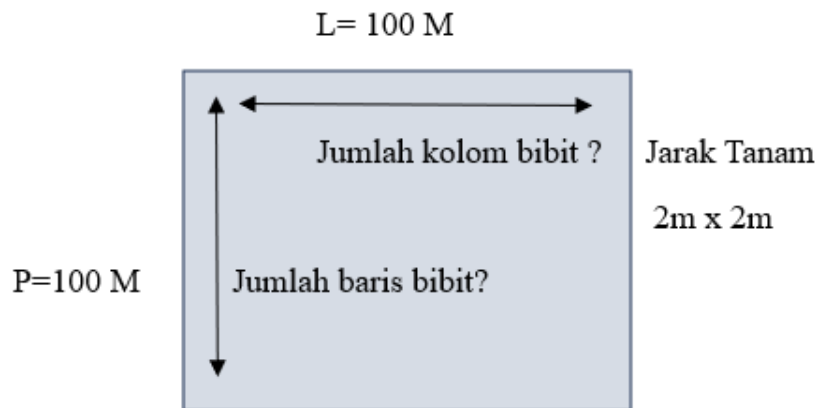 L= 100 M
Jumlah kolom bibit ?
Jarak Tanam
2m x 2m
P=100 M
Jumlah baris bibit?